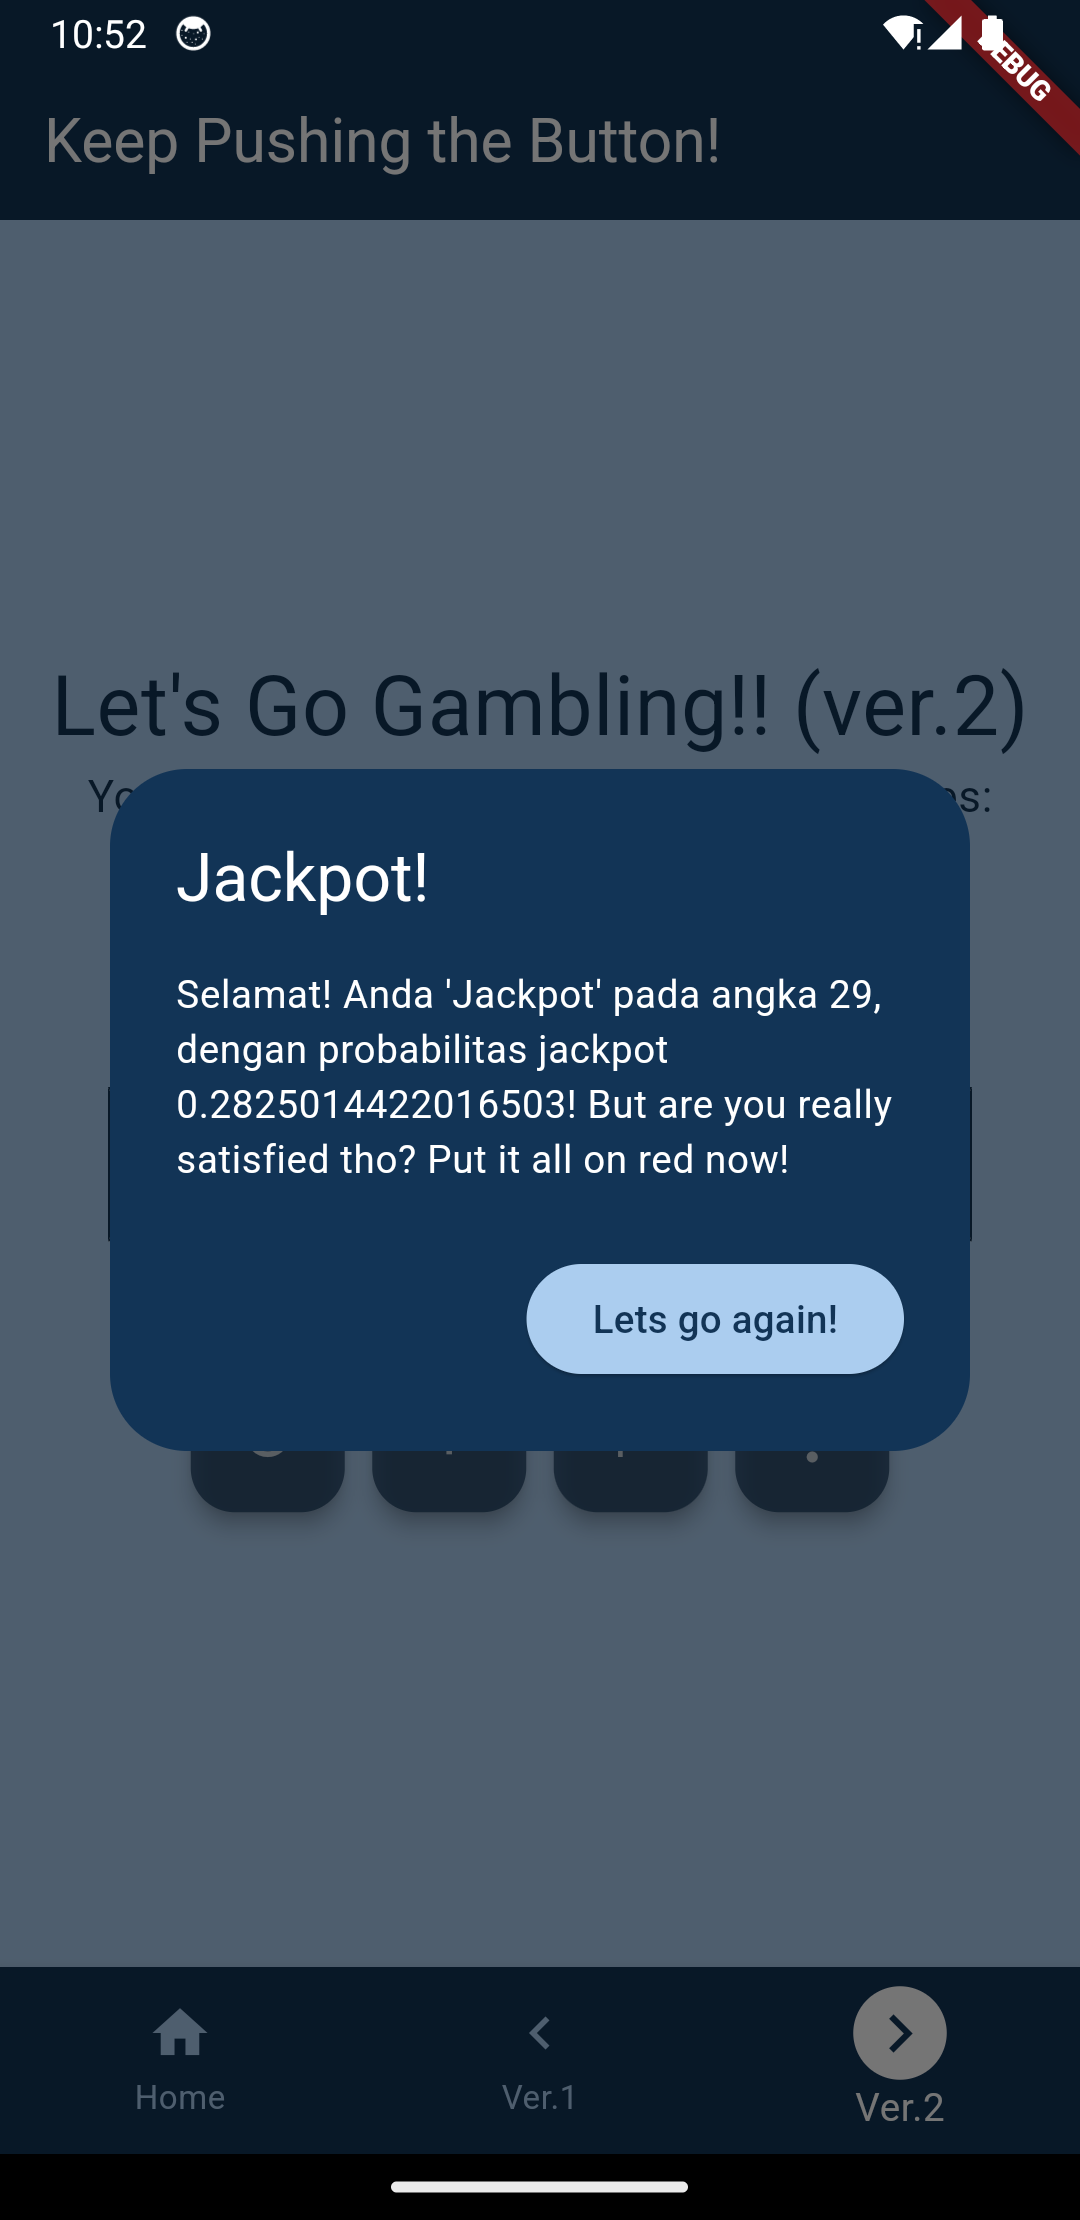 10:52
EBUG
Keep Pushing the Button!
Let's Go Gambling!! (ver.2)
Jackpot!
Selamat! Anda 'Jackpot' pada angka 29,
dengan probabilitas jackpot
0.2825014422016503! But are you really
satisfied tho? Put it all on red now!
Lets go again!
Home
Ver.1
Ver.2